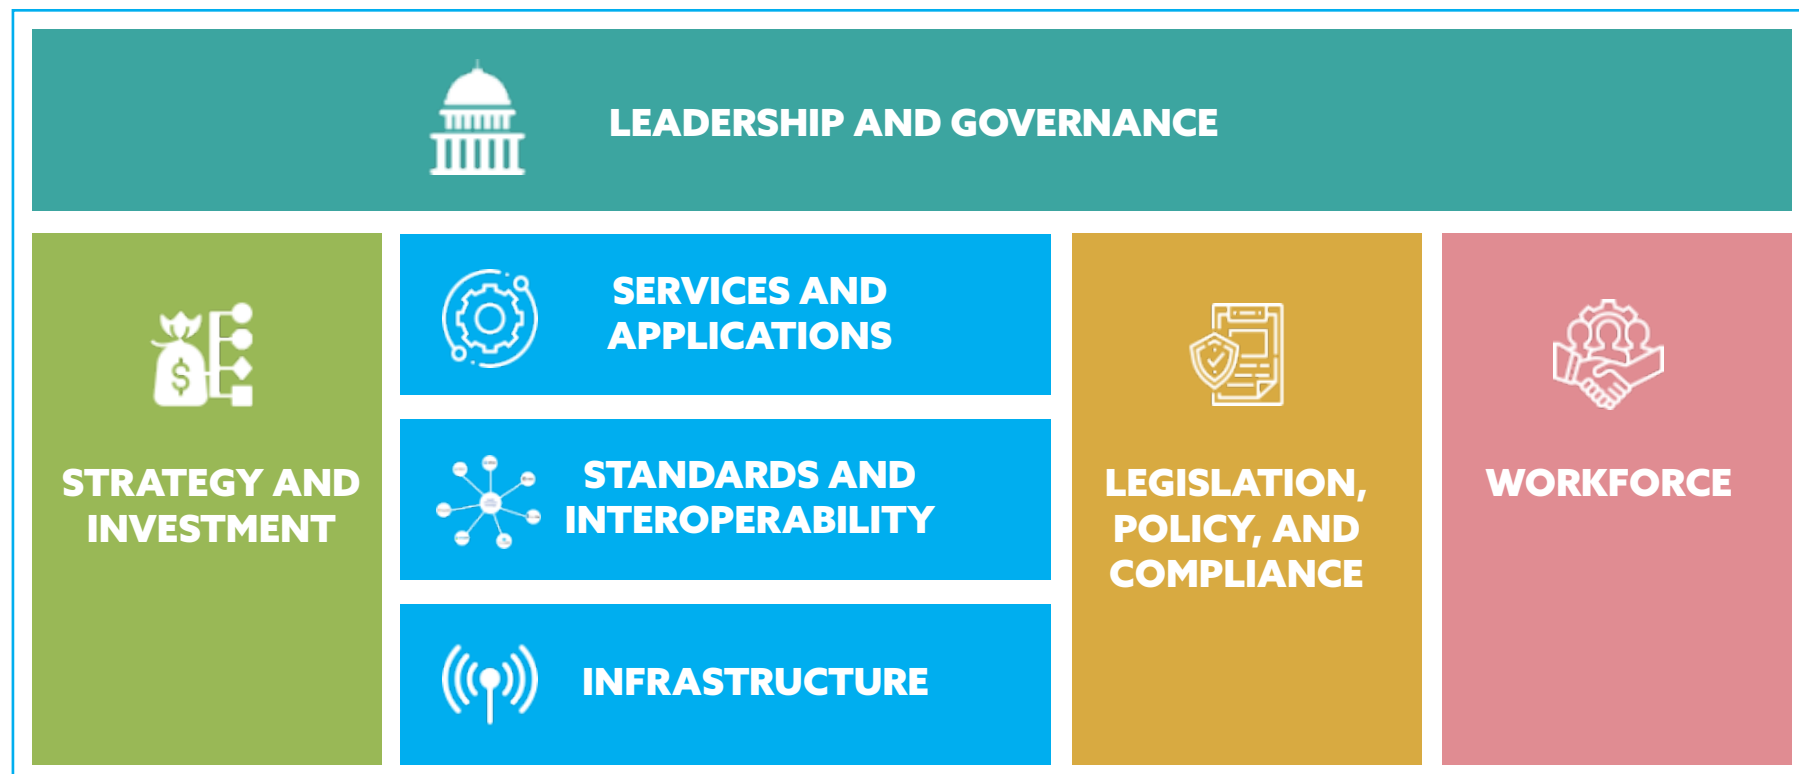 LEADERSHIP AND GOVERNANCE
STRATEGY AND
INVESTMENT
SERVICES AND
APPLICATIONS
STANDARDS AND
INTEROPERABILITY
INFRASTRUCTURE
LEGISLATION,
POLICY, AND
COMPLIANCE
WORKFORCE